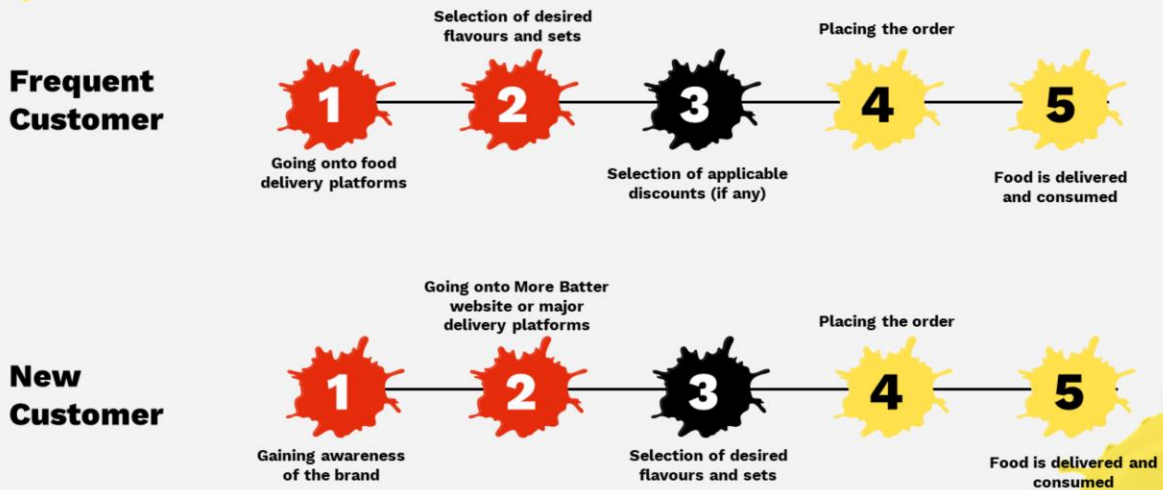 Frequent
Customer
1
Going onto food
delivery platforms
Selection of desired
flavours and sets
2
3
Selection of applicable
discounts (if any)
Placing the order
4
5
Food is delivered
and consumed
New
Customer
1
Gaining awareness
of the brand
Going onto More Batter
website or major
delivery platforms
2
3
Selection of desired
flavours and sets
Placing the order
4
5
Food is delivered and
consumed